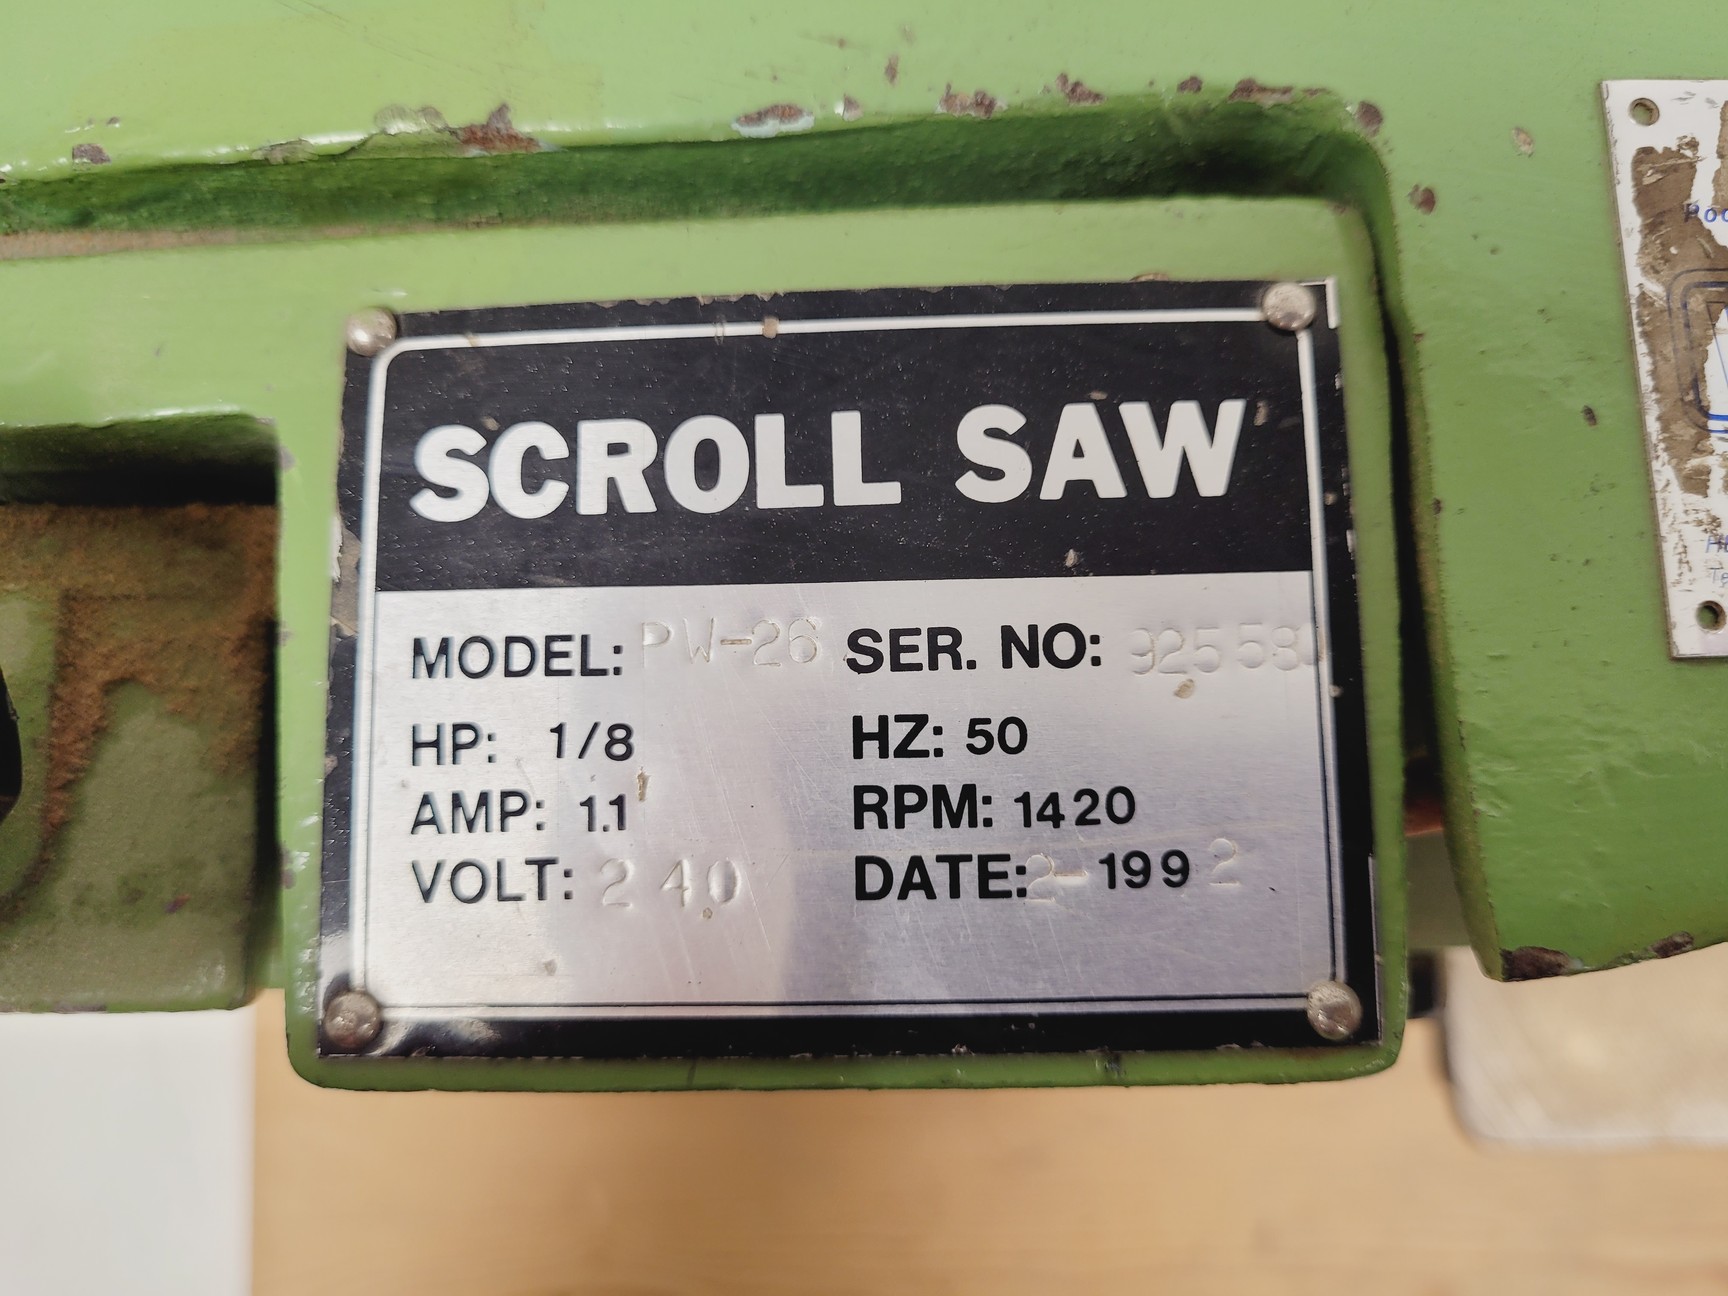 SCROLL SAW
MODEL: PW-26 SER. NO:
HP: 1/8 HZ: 50
AMP: 1.1 RPM: 1420
VOLT: 240 DATE: 2-1992